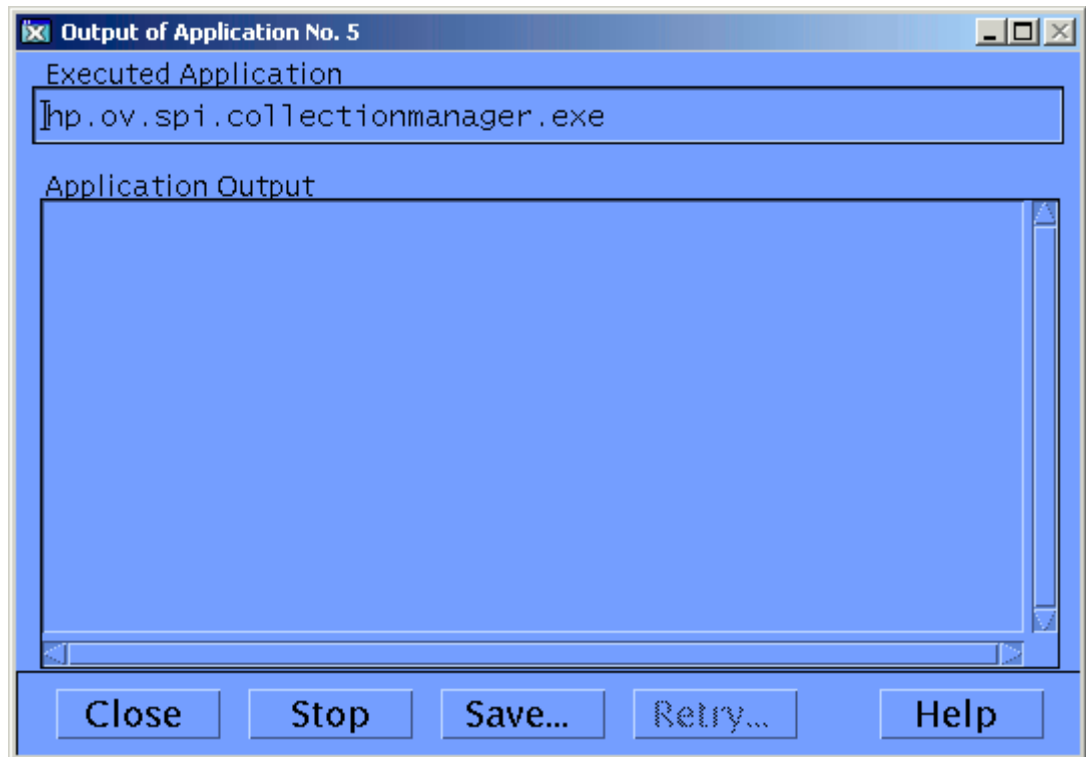 Output of Application No. 5
Executed Application
hp.ov.spi.collectionmanager.exe
Application Output
Close Stop Save... Retry... Help